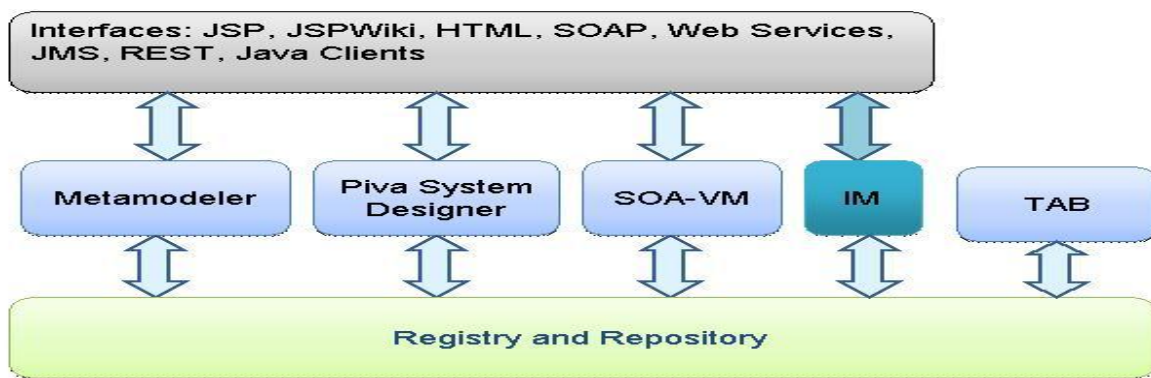 Interfaces: JSP, JSPWiki, HTML, SOAP, Web Services,
JMS, REST, Java Clients
Metamodeler
Piva System
Designer
SOA-VM
IM
TAB
Registry and Repository